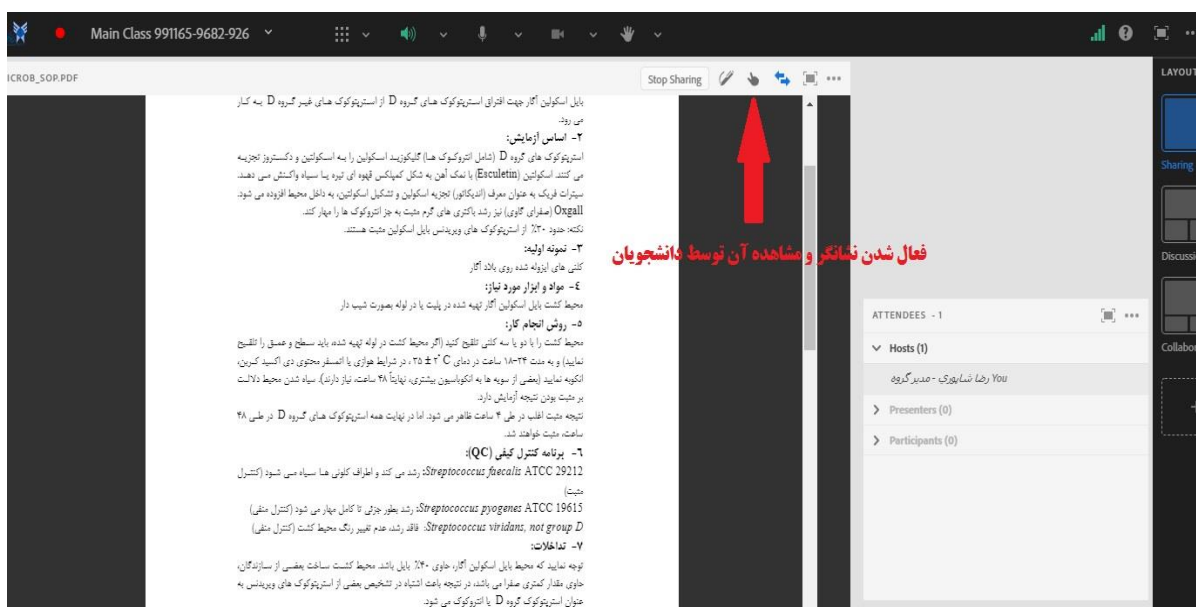 Main Class 991165-9682-926
ICROB_SOP.PDF
Stop Sharing
بایل اسکولین آگار جهت افتراق استرپتوکوک های گروه D از استرپتوکوک های غیر گروه D به کار
می رود.
۲- اساس آزمایش:
استرپتوکوک های گروه D (شامل انتروکوک ها) گلیکوزید اسکولین را به اسکولتین و دکستروز تجزیه
می کنند. اسکولتین (Esculetin) با نمک آهن به شکل کمپلکس قهوه ای تیره یا سیاه واکنش می دهد.
سیترات فریک به عنوان معرف (اندیکاتور) تجزیه اسکولین و تشکیل اسکولتین، به داخل محیط افزوده می شود.
Oxgall (صفرای گاوی) نیز رشد باکتری های گرم مثبت به جز انتروکوک ها را مهار کند.
نکته: حدود ۳۰٪ از استرپتوکوک های ویریدنس بایل اسکولین مثبت هستند.
۳- نمونه اولیه:
کلنی های ایزوله شده روی بلاد آگار
٤- مواد و ابزار مورد نیاز:
محیط کشت بایل اسکولین آگار تهیه شده در پلیت یا در لوله بصورت شیب دار
۵- روش انجام کار:
محیط کشت را با دو یا سه کلنی تلقیح کنید (اگر محیط کشت در لوله تهیه شده، باید سطح و عمق را تلقیح
نمایید) و به مدت ۲۴-۱۸ ساعت در دمای ۳۵ ± ۲°C ، در شرایط هوازی یا اتمسفر محتوی دی اکسید کربن،
انکوبه نمایید (بعضی از سویه ها به انکوباسیون بیشتری، نهایتاً ۴۸ ساعت، نیاز دارند). سیاه شدن محیط دلالت
بر مثبت بودن نتیجه آزمایش دارد.
نتیجه مثبت اغلب در طی ۴ ساعت ظاهر می شود. اما در نهایت همه استرپتوکوک های گروه D در طی ۴۸
ساعت، مثبت خواهند شد.
٦- برنامه کنترل کیفی (QC):
Streptococcus faecalis ATCC 29212: رشد می کند و اطراف کلونی ها سیاه می شود (کنترل
مثبت)
Streptococcus pyogenes ATCC 19615: رشد بطور جزئی تا کامل مهار می شود (کنترل منفی)
Streptococcus viridans, not group D: فاقد رشد، عدم تغییر رنگ محیط کشت (کنترل منفی)
۷- تداخلات:
توجه نمایید که محیط بایل اسکولین آگار، حاوی ۴۰٪ بایل باشد. محیط کشت ساخت بعضی از سازندگان،
حاوی مقدار کمتری صفرا می باشد، در نتیجه باعث اشتباه در تشخیص بعضی از استرپتوکوک های ویریدنس به
عنوان استرپتوکوک گروه D یا انتروکوک می شود.
فعال شدن نشانگر و مشاهده آن توسط دانشجویان
ATTENDEES - 1
Hosts (1)
You رضا شاپوري - مدير گروه
Presenters (0)
Participants (0)
LAYOUT
Sharing
Discussi
Collabor